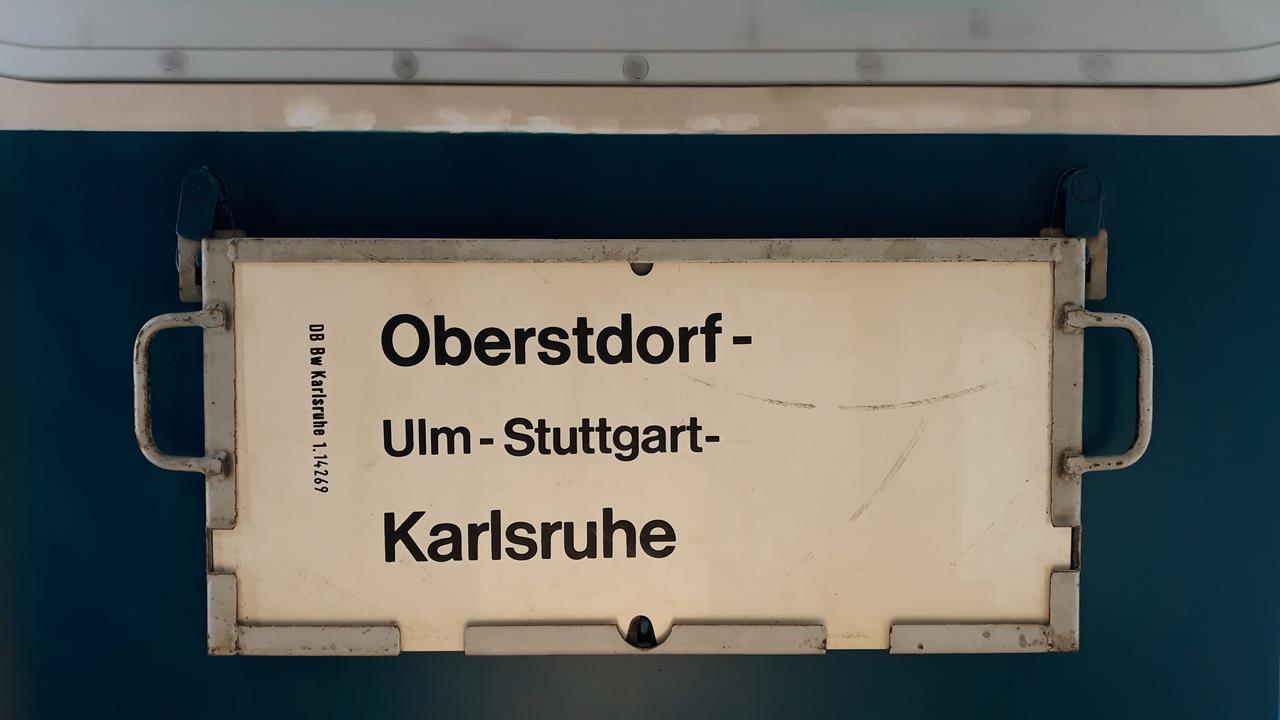 DB Bw Karlsruhe 1.14269
Oberstdorf-
Ulm - Stuttgart-
Karlsruhe